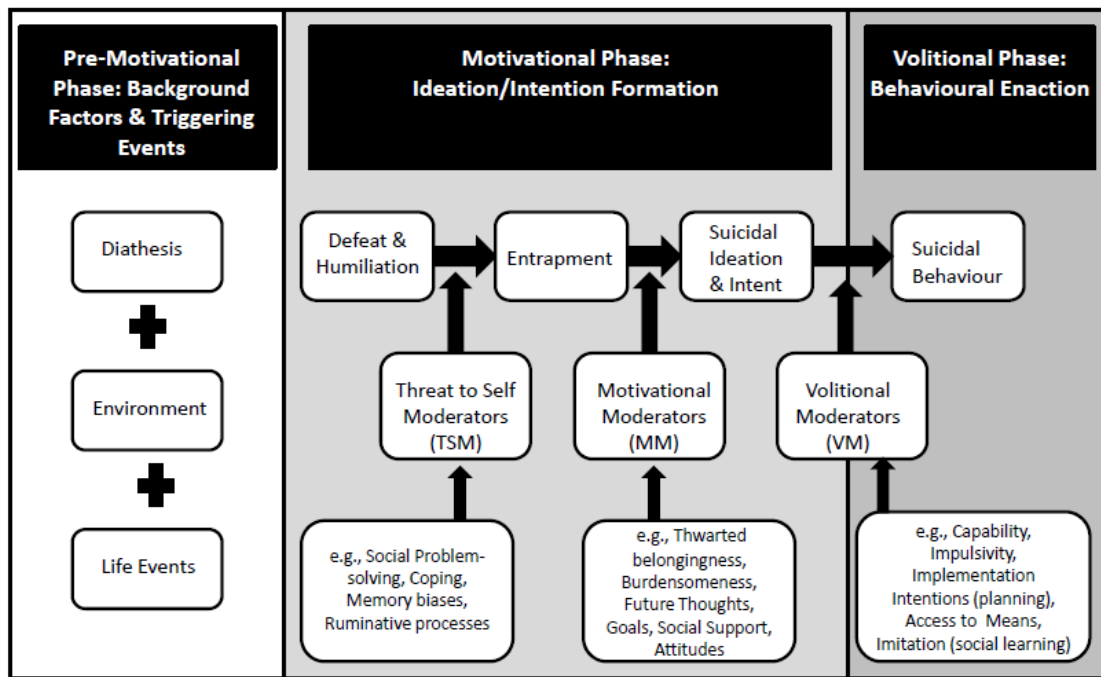 Pre-Motivational
Phase: Background
Factors & Triggering
Events
Motivational Phase:
Ideation/Intention Formation
Volitional Phase:
Behavioural Enaction
Diathesis
Environment
Life Events
Defeat &
Humiliation
Entrapment
Suicidal
Ideation
& Intent
Suicidal
Behaviour
Threat to Self
Moderators
(TSM)
Motivational
Moderators
(MM)
Volitional
Moderators
(VM)
e.g., Social Problem-
solving, Coping,
Memory biases,
Ruminative processes
e.g., Thwarted
belongingness,
Burdensomeness,
Future Thoughts,
Goals, Social Support,
Attitudes
e.g., Capability,
Impulsivity,
Implementation
Intentions (planning),
Access to Means,
Imitation (social learning)